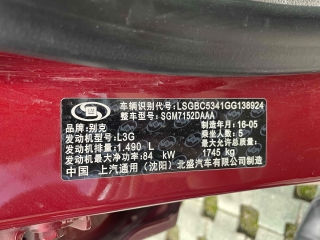 车辆识别代号: LSGBC5341GG138924
整车型号: SGM7152DAAA
品牌: 别克 制造年月: 16-05
发动机型号: L3G 乘坐人数: 5
发动机排量: 1.490 L 最大总质量:
发动机最大净功率: 84 kW 1745 kg
中国 上汽通用(沈阳)北盛汽车有限公司制造